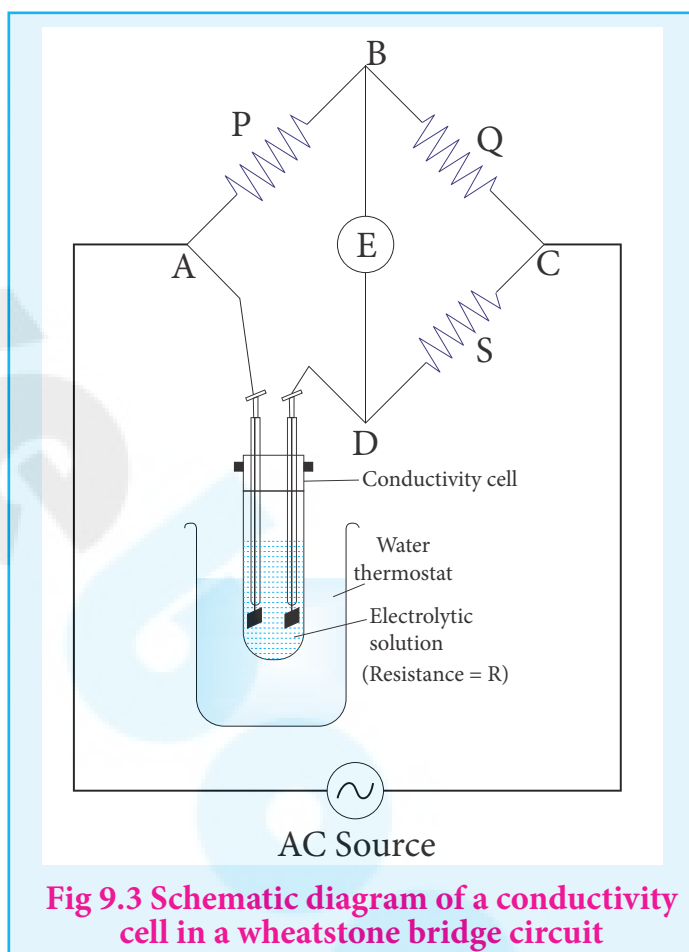 B
P
Q
A
E
C
S
D
Conductivity cell
Water
thermostat
Electrolytic
solution
(Resistance = R)
AC Source
Fig 9.3 Schematic diagram of a conductivity
cell in a wheatstone bridge circuit